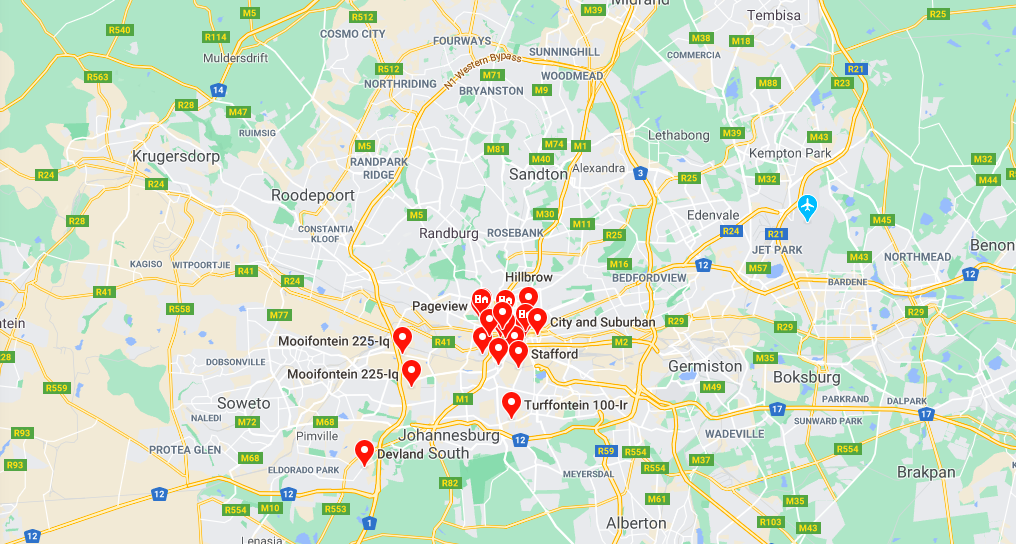 Midrand
M39
R25
M5
R512
R540
R114
COSMO CITY
Tembisa
FOURWAYS
SUNNINGHILL
M38
M18
Muldersdrift
COMMERCIA
N1 Western Bypass
R512
M71
WOODMEAD
R21
R563
NORTHRIDING
BRYANSTON
M9
M88
R23
14
R28
M47
RUIMSIG
Lethabong
M39
M43
M5
M81
M74
M1
Kempton Park
Krugersdorp
RANDPARK
RIDGE
M40
M32
R24
Sandton
Alexandra
3
R25
M32
M44
R24
Roodepoort
M5
M30
Edenvale
M45
R28
M11
CONSTANTIA
KLOOF
Randburg
ROSEBANK
R25
R24
R21
JET PARK
Benon
KAGISO
WITPOORTJIE
M16
12
M57
M43
NORTHMEAD
R41
Hillbrow
BEDFORDVIEW
12
BARDENE
R41
R41
R558
Pageview
M77
City and Suburban
R29
R29
R29
Mooifontein 225-Iq
R41
M2
Stafford
DOBSONVILLE
Mooifontein 225-Iq
Germiston
M35
Boksburg
R559
M49
Soweto
M1
Turffontein 100-Ir
PARKRAND
DALPARK
NALEDI
M72
M68
17
17
SUNWARD PARK
R93
Pimville
Johannesburg
South
12
WADEVILLE
PROTEA GLEN
Devland
R59
R554
R554
M68
ELDORADO PARK
R554
M37
R93
R82
MEYERSDAL
Brakpan
12
12
M61
M35
R554
M10
R553
1
Alberton
R103
M43
12
Lenasia